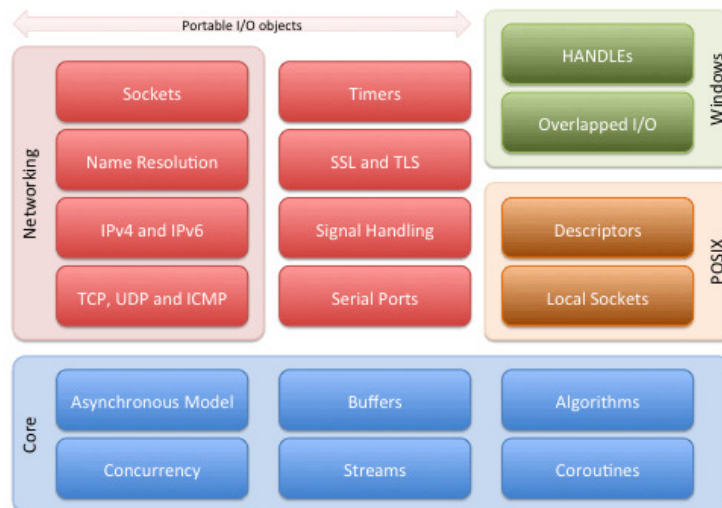 Portable I/O objects
Networking
Sockets
Timers
Name Resolution
SSL and TLS
IPv4 and IPv6
Signal Handling
TCP, UDP and ICMP
Serial Ports
Windows
HANDLEs
Overlapped I/O
POSIX
Descriptors
Local Sockets
Core
Asynchronous Model
Buffers
Algorithms
Concurrency
Streams
Coroutines